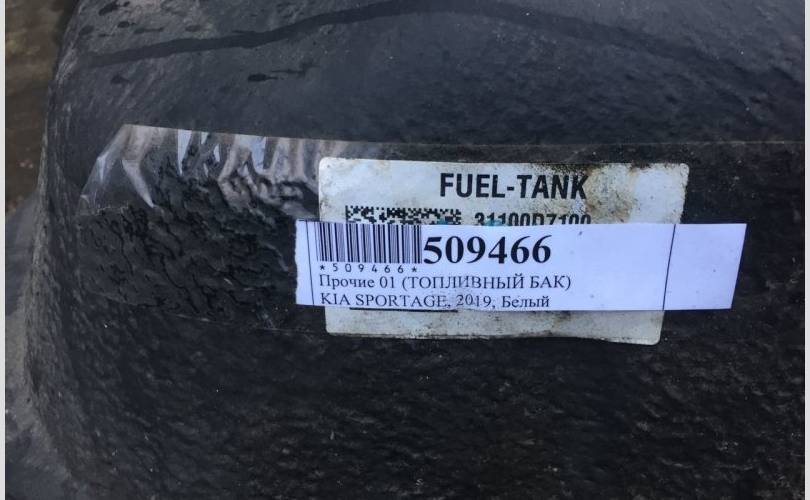 FUEL-TANK
31100D7100
509466
*509466*
Прочие 01 (ТОПЛИВНЫЙ БАК)
KIA SPORTAGE, 2019, Белый